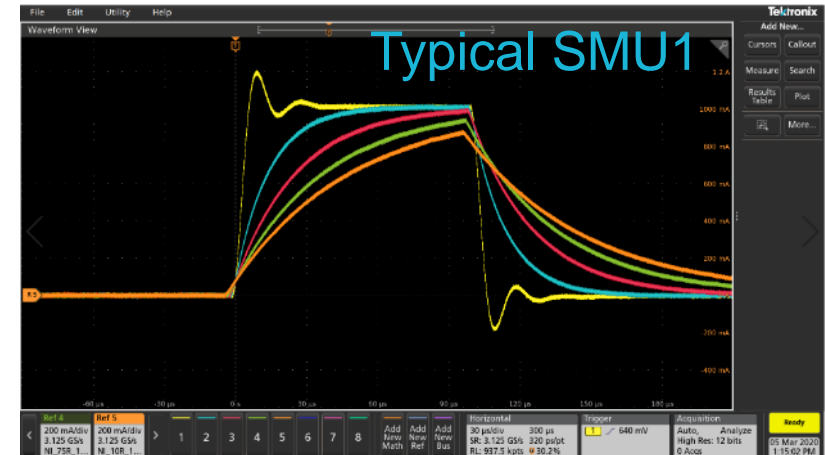 File Edit Utility Help
Tektronix
Waveform View
Typical SMU1
Add New...
Cursors Callout
Measure Search
Results Table Plot
More...
1.2 A
1000 mA
800 mA
600 mA
400 mA
200 mA
-200 mA
-400 mA
R5
-60 µs -30 µs 0 s 30 µs 60 µs 90 µs 120 µs 150 µs 180 µs
Ref 4
200 mA/div
3.125 GS/s
NI_75R_1...
Ref 5
200 mA/div
3.125 GS/s
NI_10R_1...
1 2 3 4 5 6 7 8
Add New Math
Add New Ref
Add New Bus
Horizontal
30 µs/div 300 µs
SR: 3.125 GS/s 320 ps/pt
RL: 937.5 kpts 30.2%
Trigger
1 640 mV
Acquisition
Auto, Analyze
High Res: 12 bits
0 Acqs
Ready
05 Mar 2020
1:15:02 PM